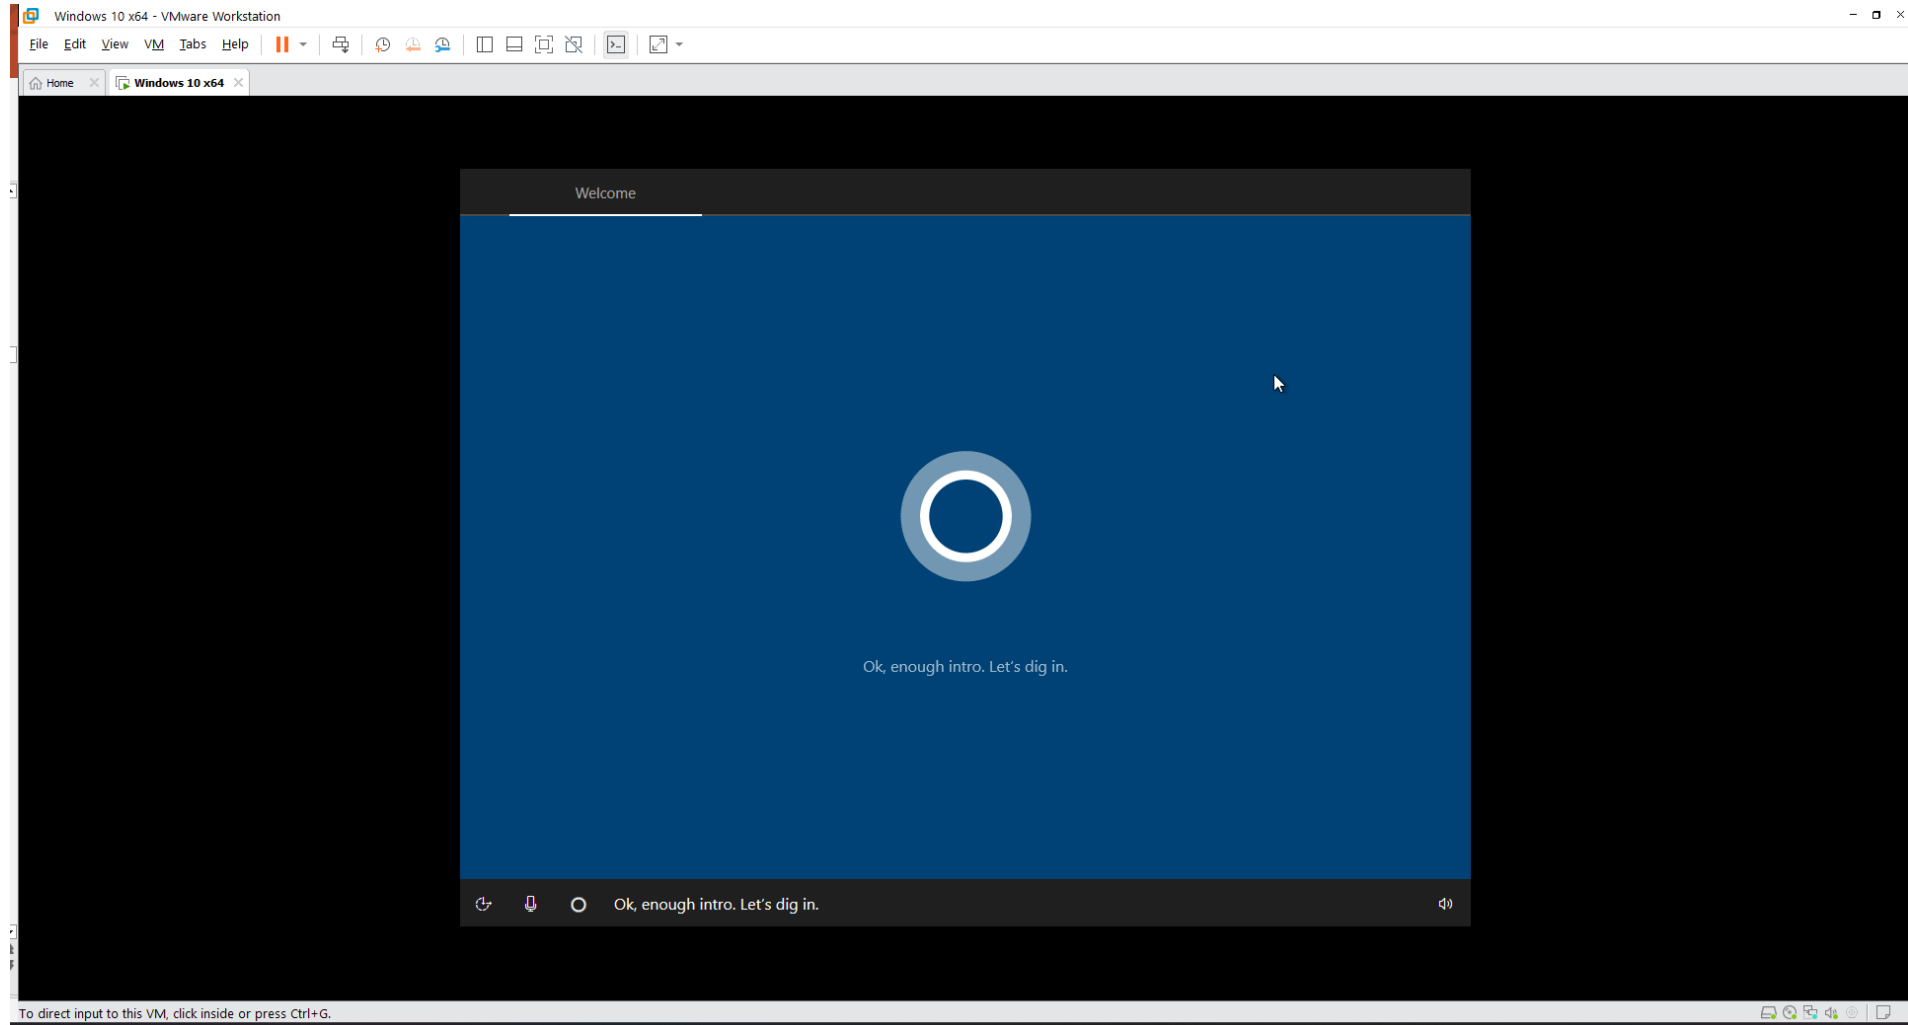 Windows 10 x64 - VMware Workstation
File Edit View VM Tabs Help
Home Windows 10 x64
Welcome
Ok, enough intro. Let's dig in.
Ok, enough intro. Let's dig in.
To direct input to this VM, click inside or press Ctrl+G.